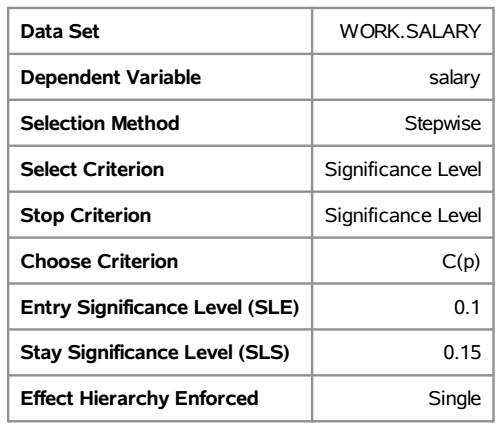 Data Set WORK.SALARY
Dependent Variable salary
Selection Method Stepwise
Select Criterion Significance Level
Stop Criterion Significance Level
Choose Criterion C(p)
Entry Significance Level (SLE) 0.1
Stay Significance Level (SLS) 0.15
Effect Hierarchy Enforced Single